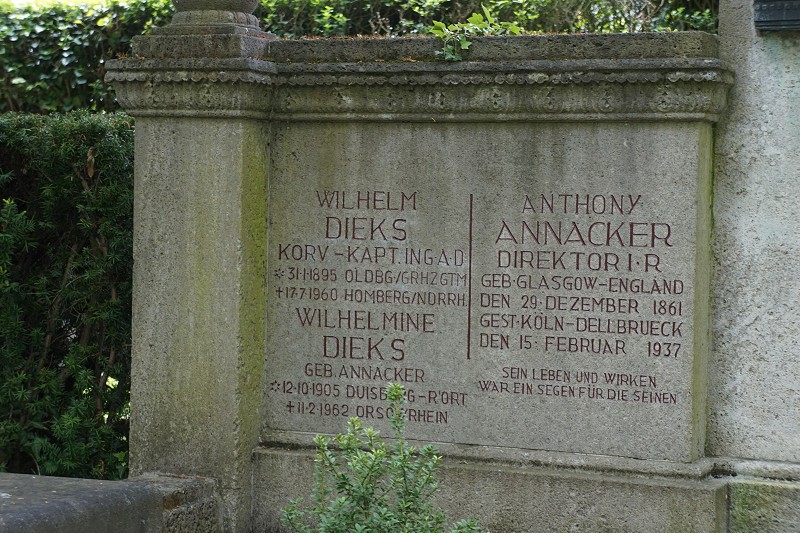 WILHELM
DIEKS
KORV-KAPT.ING A·D
* 31·1·1895 OLDBG/GRHZGTM
† 17·7·1960 HOMBERG/NDRRH.
WILHELMINE
DIEKS
GEB. ANNACKER
* 12·10·1905 DUISBURG-R'ORT
† 11·2·1962 ORSOY/RHEIN
ANTHONY
ANNACKER
DIREKTOR I·R
GEB·GLASGOW-ENGLAND
DEN 29·DEZEMBER 1861
GEST·KÖLN-DELLBRUECK
DEN 15· FEBRUAR 1937
SEIN LEBEN UND WIRKEN
WAR EIN SEGEN FÜR DIE SEINEN